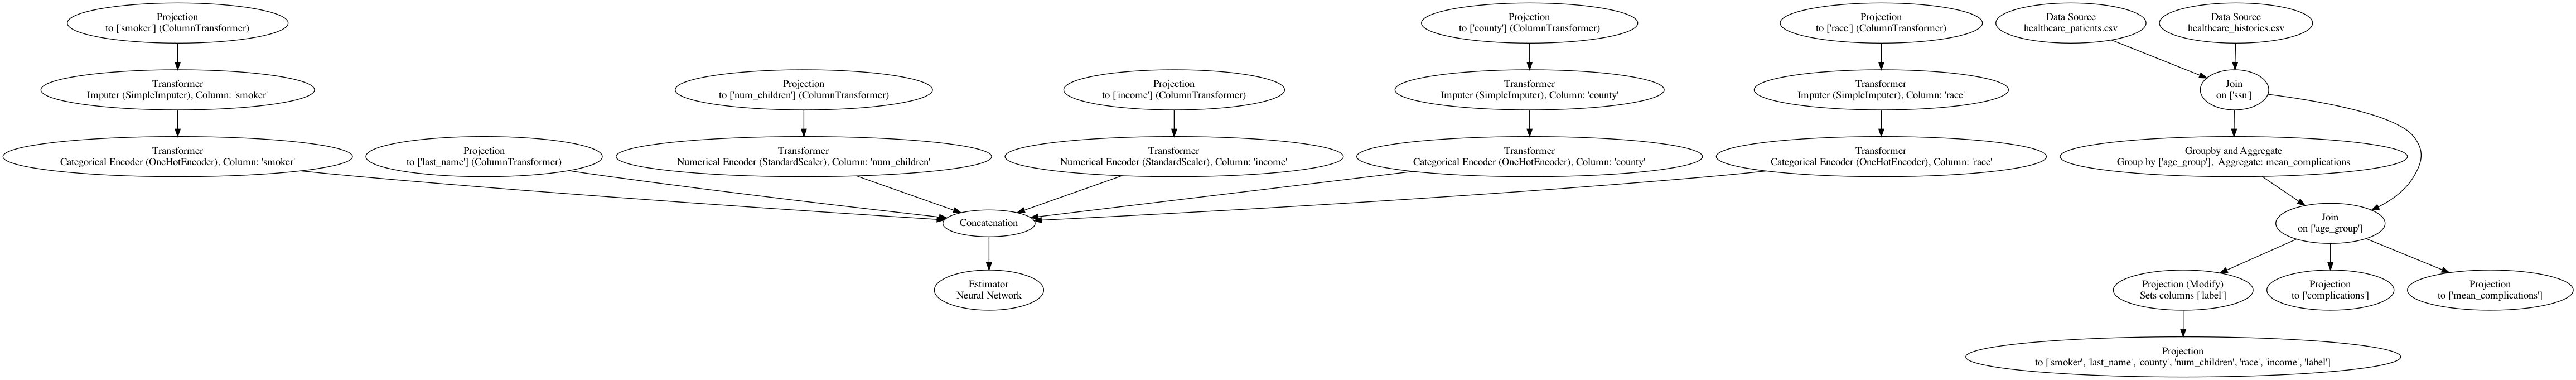 Projection
to ['smoker'] (ColumnTransformer)
Projection
to ['county'] (ColumnTransformer)
Projection
to ['race'] (ColumnTransformer)
Data Source
healthcare_patients.csv
Data Source
healthcare_histories.csv
Transformer
Imputer (SimpleImputer), Column: 'smoker'
Projection
to ['num_children'] (ColumnTransformer)
Projection
to ['income'] (ColumnTransformer)
Transformer
Imputer (SimpleImputer), Column: 'county'
Transformer
Imputer (SimpleImputer), Column: 'race'
Join
on ['ssn']
Transformer
Categorical Encoder (OneHotEncoder), Column: 'smoker'
Projection
to ['last_name'] (ColumnTransformer)
Transformer
Numerical Encoder (StandardScaler), Column: 'num_children'
Transformer
Numerical Encoder (StandardScaler), Column: 'income'
Transformer
Categorical Encoder (OneHotEncoder), Column: 'county'
Transformer
Categorical Encoder (OneHotEncoder), Column: 'race'
Groupby and Aggregate
Group by ['age_group'], Aggregate: mean_complications
Concatenation
Join
on ['age_group']
Estimator
Neural Network
Projection (Modify)
Sets columns ['label']
Projection
to ['complications']
Projection
to ['mean_complications']
Projection
to ['smoker', 'last_name', 'county', 'num_children', 'race', 'income', 'label']